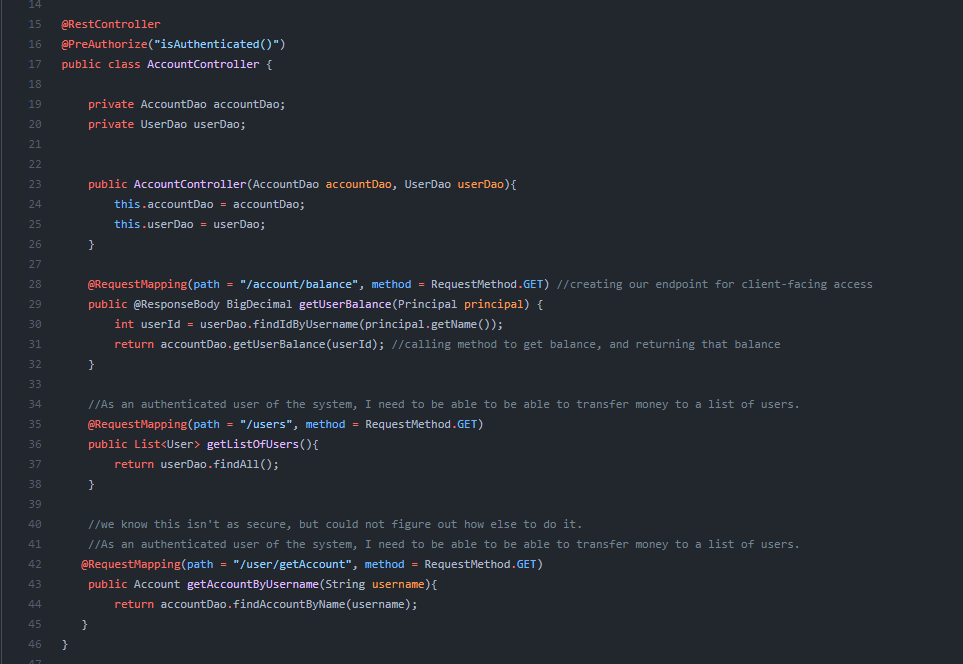 14
15 @RestController
16 @PreAuthorize("isAuthenticated()")
17 public class AccountController {
18
19     private AccountDao accountDao;
20     private UserDao userDao;
21
22
23     public AccountController(AccountDao accountDao, UserDao userDao){
24         this.accountDao = accountDao;
25         this.userDao = userDao;
26     }
27
28     @RequestMapping(path = "/account/balance", method = RequestMethod.GET) //creating our endpoint for client-facing access
29     public @ResponseBody BigDecimal getUserBalance(Principal principal) {
30         int userId = userDao.findIdByUsername(principal.getName());
31         return accountDao.getUserBalance(userId); //calling method to get balance, and returning that balance
32     }
33
34     //As an authenticated user of the system, I need to be able to be able to transfer money to a list of users.
35     @RequestMapping(path = "/users", method = RequestMethod.GET)
36     public List<User> getListOfUsers(){
37         return userDao.findAll();
38     }
39
40     //we know this isn't as secure, but could not figure out how else to do it.
41     //As an authenticated user of the system, I need to be able to be able to transfer money to a list of users.
42    @RequestMapping(path = "/user/getAccount", method = RequestMethod.GET)
43     public Account getAccountByUsername(String username){
44         return accountDao.findAccountByName(username);
45    }
46 }
47